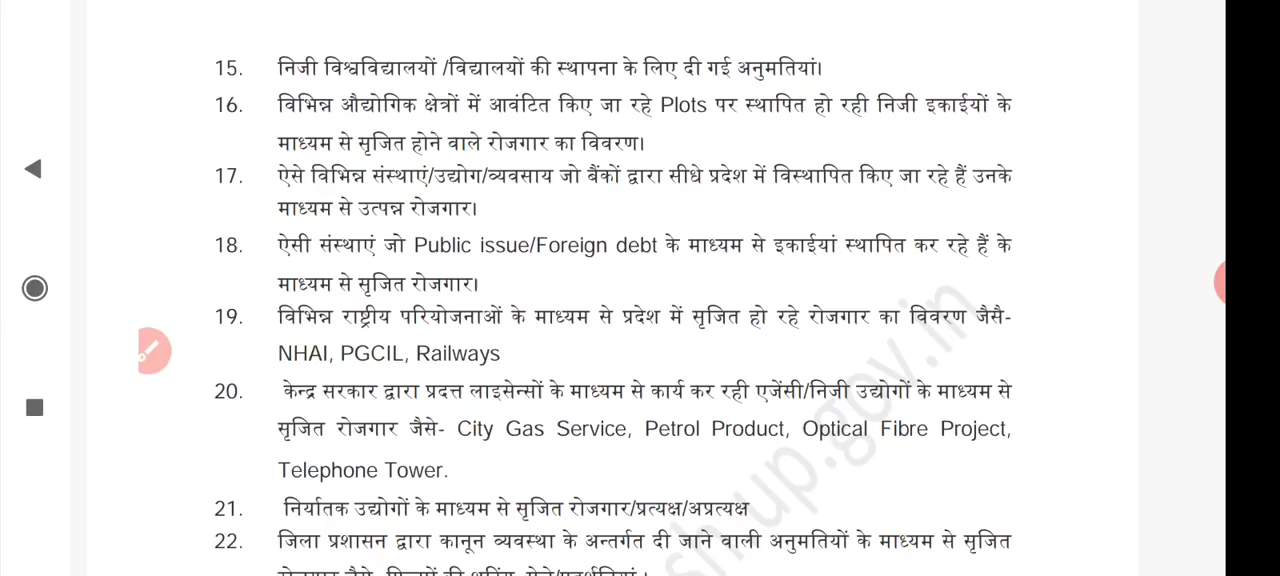 15. निजी विश्वविद्यालयों /विद्यालयों की स्थापना के लिए दी गई अनुमतियां।
16. विभिन्न औद्योगिक क्षेत्रों में आवंटित किए जा रहे Plots पर स्थापित हो रही निजी इकाईयों के
माध्यम से सृजित होने वाले रोजगार का विवरण।
17. ऐसे विभिन्न संस्थाएं/उद्योग/व्यवसाय जो बैंकों द्वारा सीधे प्रदेश में विस्थापित किए जा रहे हैं उनके
माध्यम से उत्पन्न रोजगार।
18. ऐसी संस्थाएं जो Public issue/Foreign debt के माध्यम से इकाईयां स्थापित कर रहे हैं के
माध्यम से सृजित रोजगार।
19. विभिन्न राष्ट्रीय परियोजनाओं के माध्यम से प्रदेश में सृजित हो रहे रोजगार का विवरण जैसै-
NHAI, PGCIL, Railways
20. केन्द्र सरकार द्वारा प्रदत्त लाइसेन्सों के माध्यम से कार्य कर रही एजेंसी/निजी उद्योगों के माध्यम से
सृजित रोजगार जैसे- City Gas Service, Petrol Product, Optical Fibre Project,
Telephone Tower.
21. निर्यातक उद्योगों के माध्यम से सृजित रोजगार/प्रत्यक्ष/अप्रत्यक्ष
22. जिला प्रशासन द्वारा कानून व्यवस्था के अन्तर्गत दी जाने वाली अनुमतियों के माध्यम से सृजित
up.gov.in